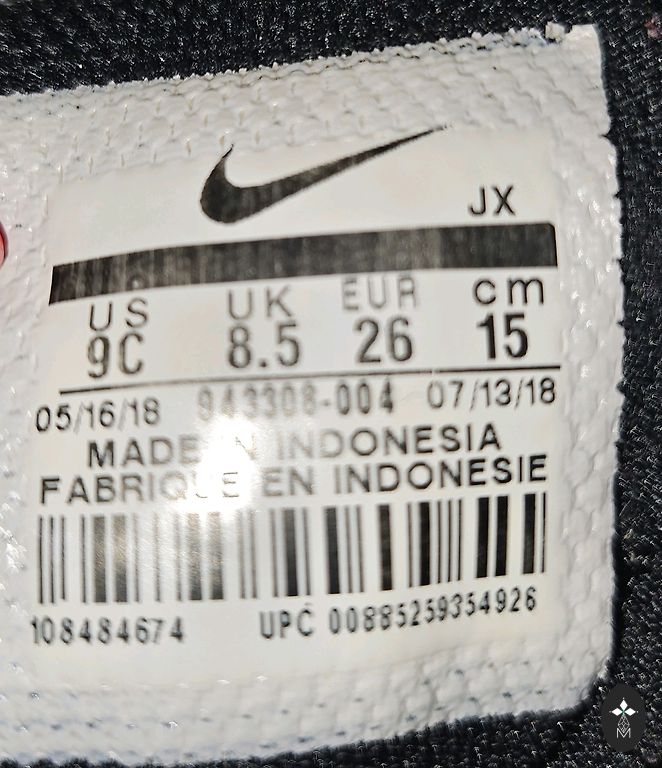 JX
US UK EUR cm
9C 8.5 26 15
05/16/18 943308-004 07/13/18
MADE IN INDONESIA
FABRIQUE EN INDONESIE
108484674 UPC 00885259354926
M